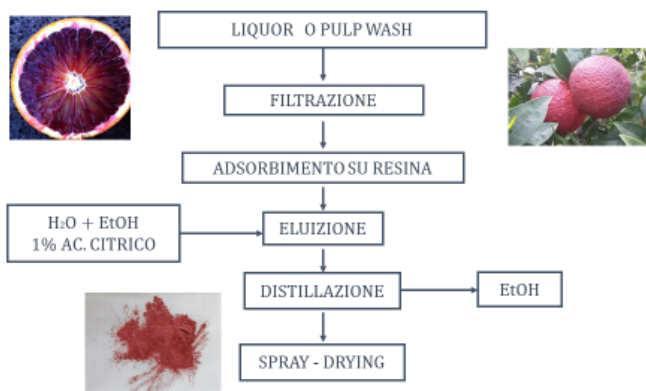 LIQUOR O PULP WASH
FILTRAZIONE
ADSORBIMENTO SU RESINA
H2O + EtOH
1% AC. CITRICO
ELUIZIONE
DISTILLAZIONE
EtOH
SPRAY - DRYING